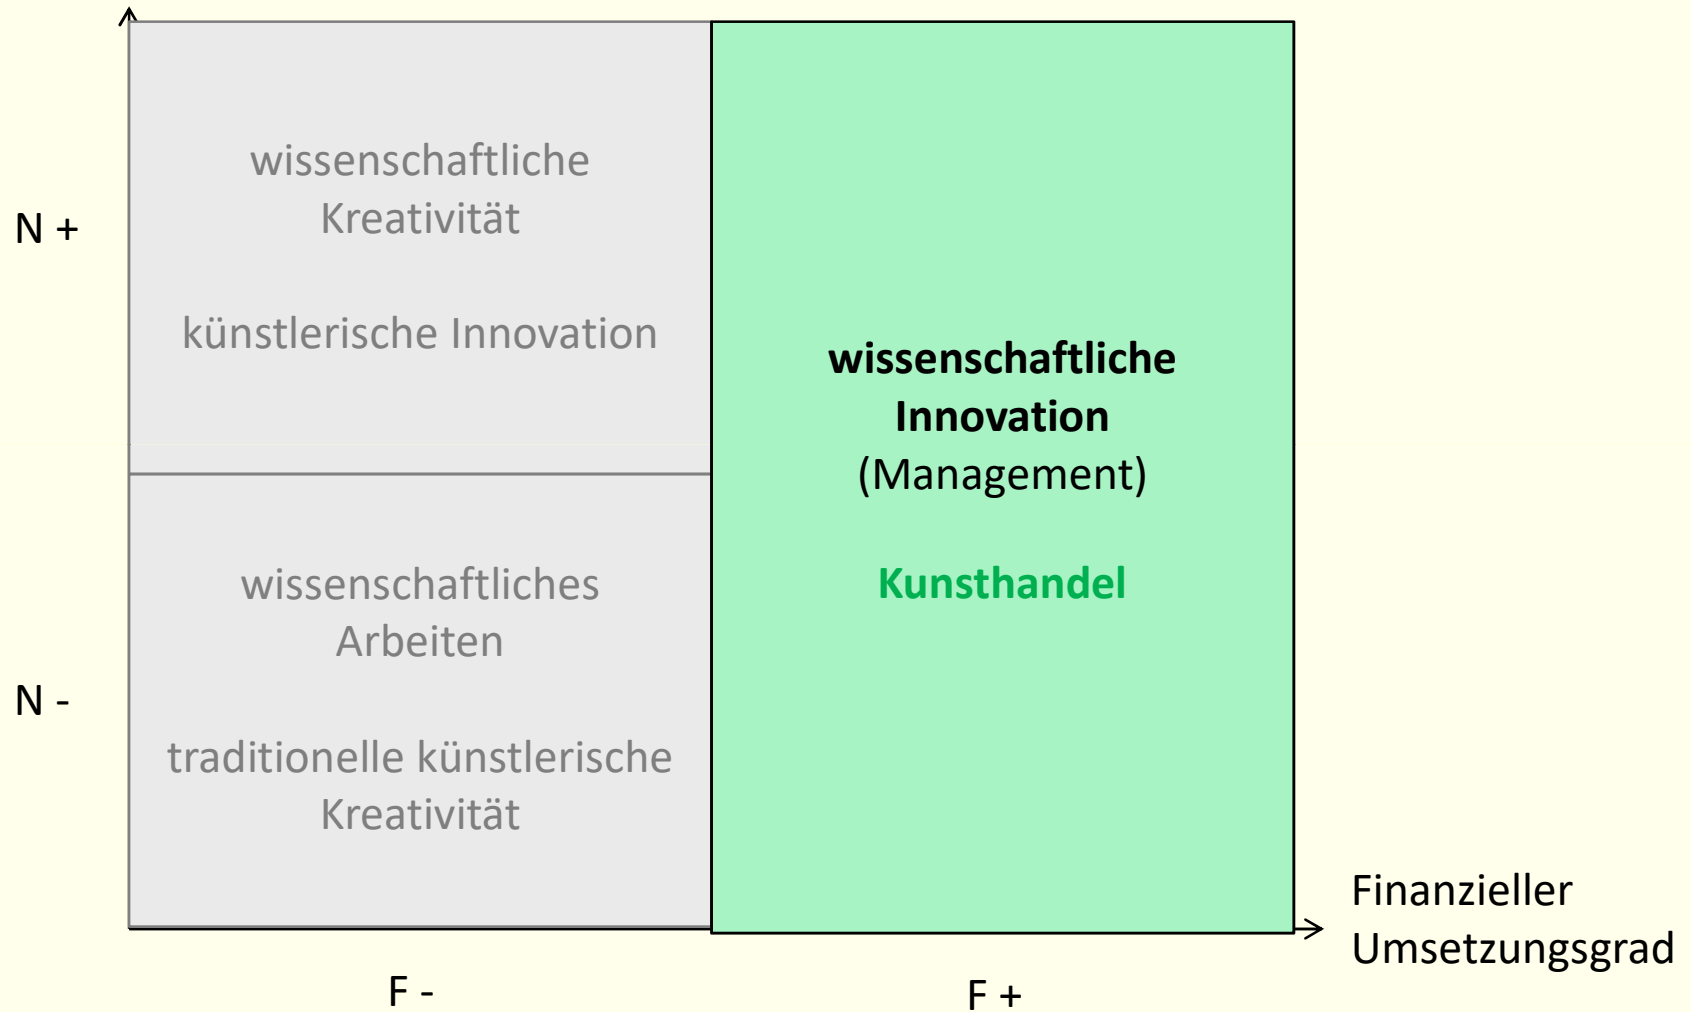 wissenschaftliche
Kreativität
N +
künstlerische Innovation
wissenschaftliche
Innovation
(Management)
Kunsthandel
wissenschaftliches
Arbeiten
N -
traditionelle künstlerische
Kreativität
Finanzieller
Umsetzungsgrad
F -
F +